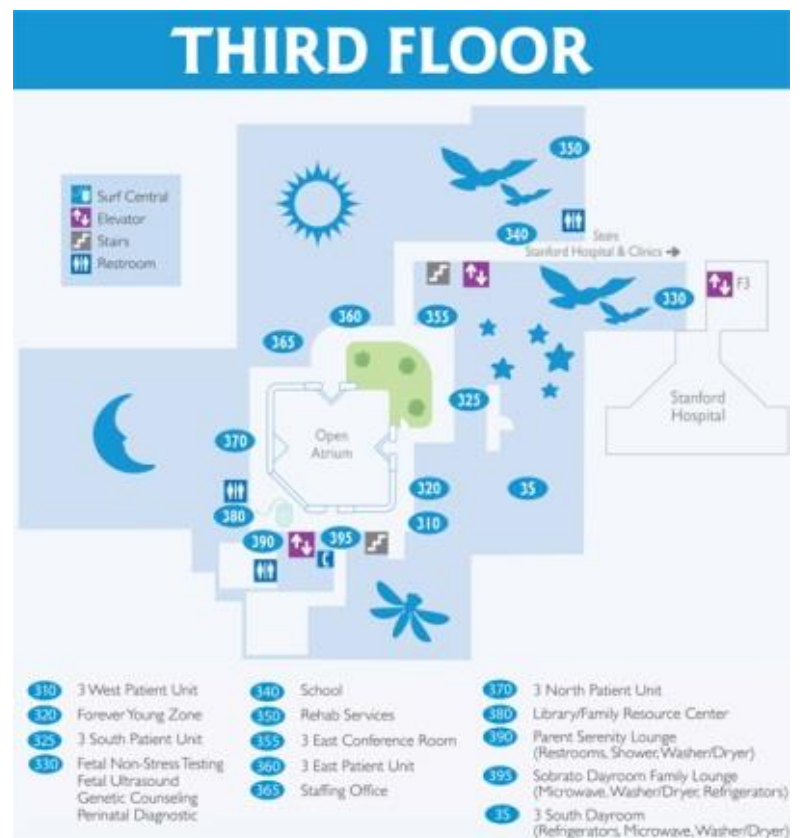 THIRD FLOOR
Surf Central
Elevator
Stairs
Restroom
350
340
Stairs
Stanford Hospital & Clinics
330
F3
360
355
365
325
Stanford
Hospital
370
Open
Atrium
320
35
380
310
390
395
310 3 West Patient Unit
320 Forever Young Zone
325 3 South Patient Unit
330 Fetal Non-Stress Testing
Fetal Ultrasound
Genetic Counseling
Perinatal Diagnostic
340 School
350 Rehab Services
355 3 East Conference Room
360 3 East Patient Unit
365 Staffing Office
370 3 North Patient Unit
380 Library/Family Resource Center
390 Parent Serenity Lounge
(Restrooms, Shower, Washer/Dryer)
395 Sobrato Dayroom Family Lounge
(Microwave, Washer/Dryer, Refrigerators)
35 3 South Dayroom
(Refrigerators, Microwave, Washer/Dryer)